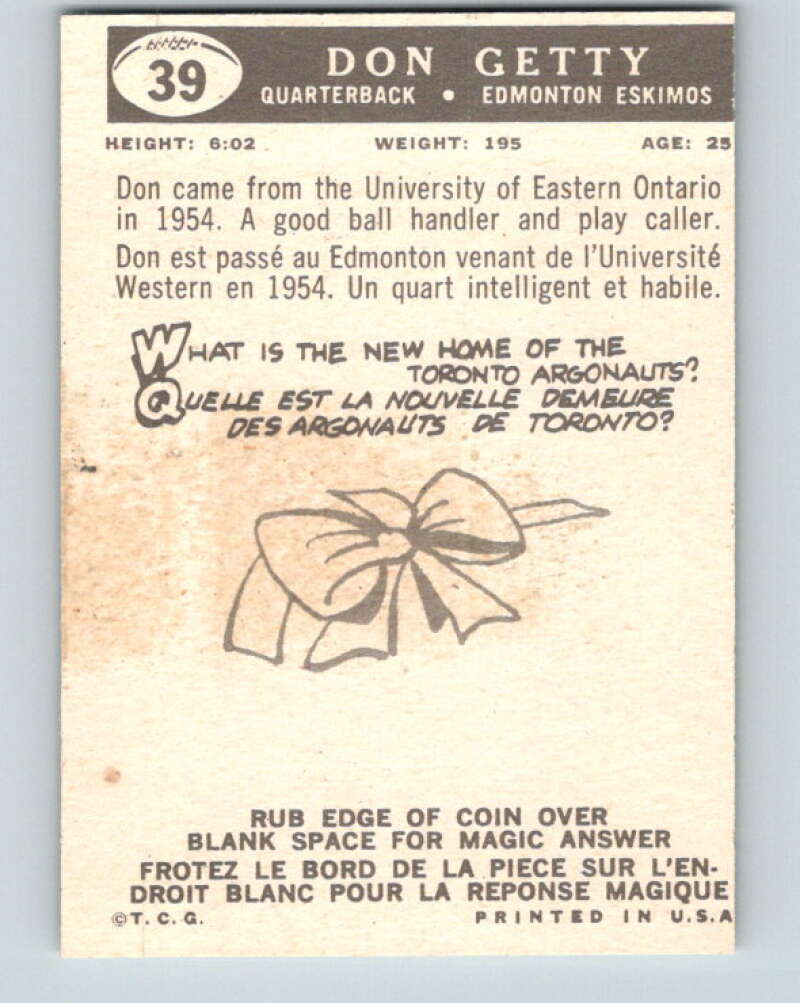 39
DON GETTY
QUARTERBACK • EDMONTON ESKIMOS
HEIGHT: 6:02 WEIGHT: 195 AGE: 25
Don came from the University of Eastern Ontario
in 1954. A good ball handler and play caller.
Don est passé au Edmonton venant de l'Université
Western en 1954. Un quart intelligent et habile.
WHAT IS THE NEW HOME OF THE
TORONTO ARGONAUTS?
QUELLE EST LA NOUVELLE DEMEURE
DES ARGONAUTS DE TORONTO?
RUB EDGE OF COIN OVER
BLANK SPACE FOR MAGIC ANSWER
FROTEZ LE BORD DE LA PIECE SUR L'EN-
DROIT BLANC POUR LA REPONSE MAGIQUE
©T. C. G. PRINTED IN U.S.A